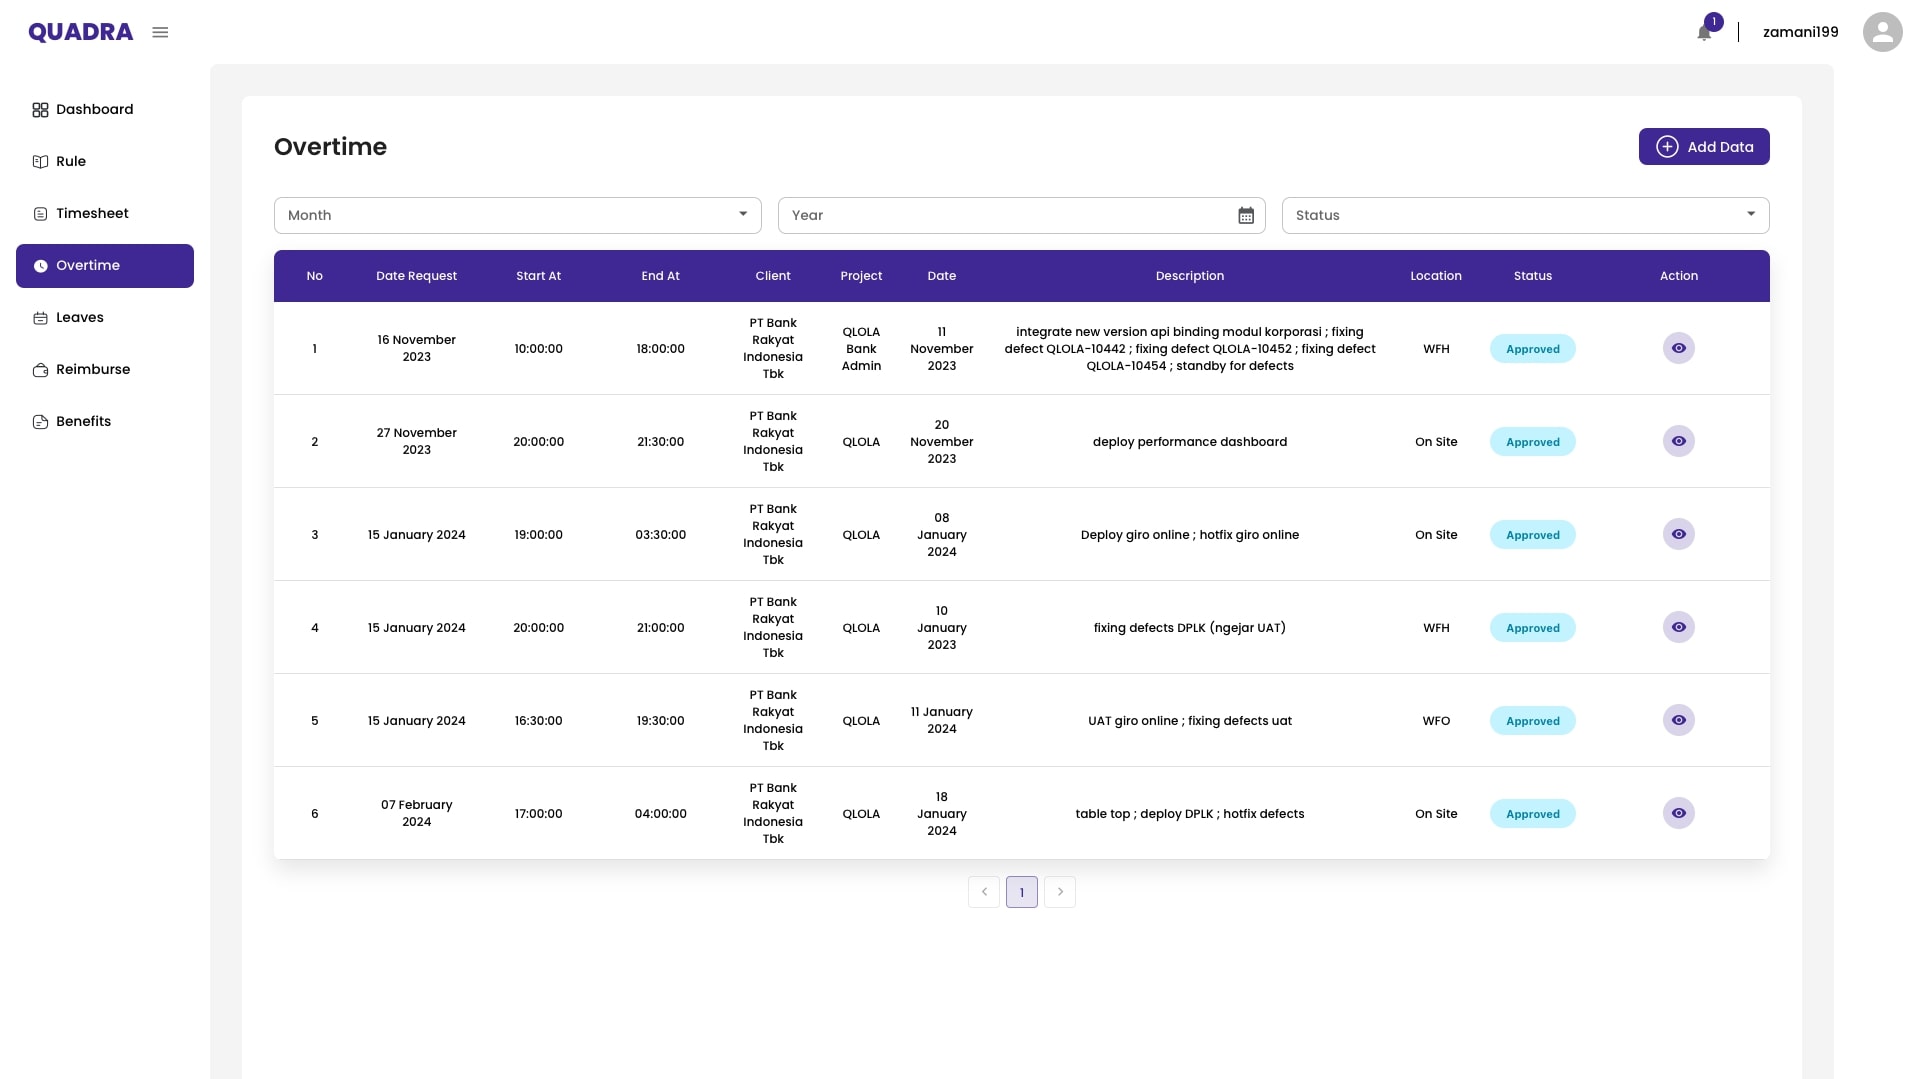 QUADRA
1
zamani199
Dashboard
Rule
Timesheet
Overtime
Leaves
Reimburse
Benefits
Overtime
Add Data
Month
Year
Status
No Date Request Start At End At Client Project Date Description Location Status Action
1
16 November
2023
10:00:00
18:00:00
PT Bank
Rakyat
Indonesia
Tbk
QLOLA
Bank
Admin
11
November
2023
integrate new version api binding modul korporasi ; fixing
defect QLOLA-10442 ; fixing defect QLOLA-10452 ; fixing defect
QLOLA-10454 ; standby for defects
WFH
Approved
2
27 November
2023
20:00:00
21:30:00
PT Bank
Rakyat
Indonesia
Tbk
QLOLA
20
November
2023
deploy performance dashboard
On Site
Approved
3
15 January 2024
19:00:00
03:30:00
PT Bank
Rakyat
Indonesia
Tbk
QLOLA
08
January
2024
Deploy giro online ; hotfix giro online
On Site
Approved
4
15 January 2024
20:00:00
21:00:00
PT Bank
Rakyat
Indonesia
Tbk
QLOLA
10
January
2023
fixing defects DPLK (ngejar UAT)
WFH
Approved
5
15 January 2024
16:30:00
19:30:00
PT Bank
Rakyat
Indonesia
Tbk
QLOLA
11 January
2024
UAT giro online ; fixing defects uat
WFO
Approved
6
07 February
2024
17:00:00
04:00:00
PT Bank
Rakyat
Indonesia
Tbk
QLOLA
18
January
2024
table top ; deploy DPLK ; hotfix defects
On Site
Approved
1